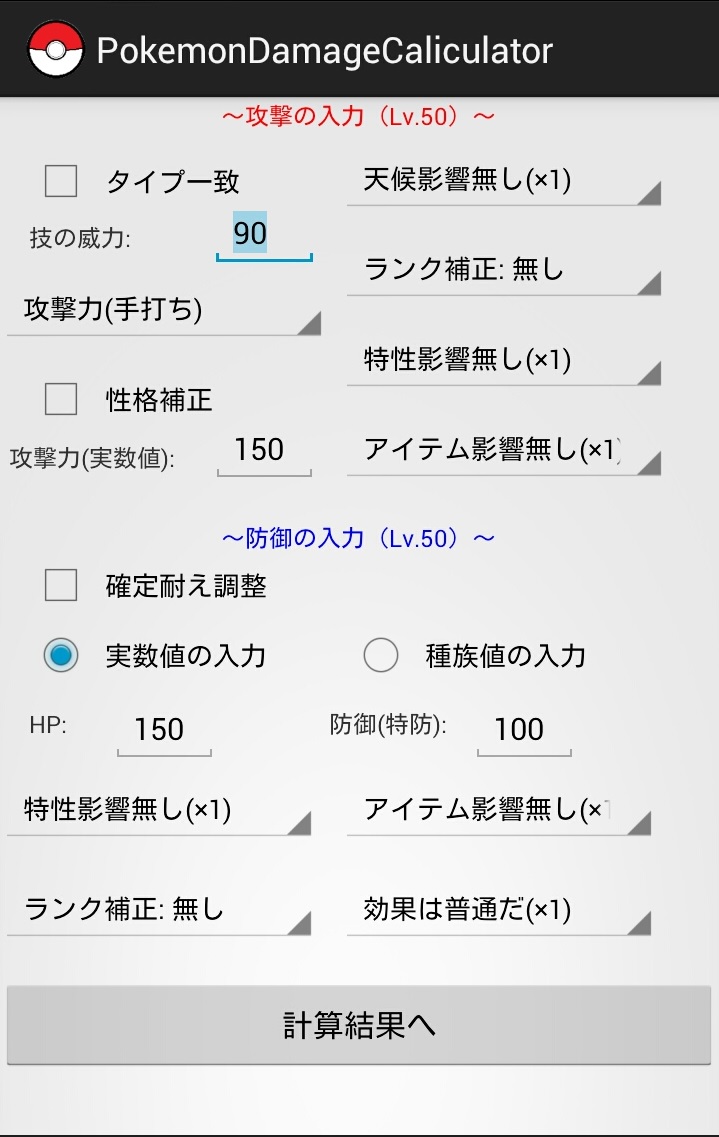 PokemonDamageCaliculator
～攻撃の入力（Lv.50）～
タイプ一致
天候影響無し(×1)
技の威力:
90
ランク補正: 無し
攻撃力(手打ち)
特性影響無し(×1)
性格補正
攻撃力(実数値):
150
アイテム影響無し(×1)
～防御の入力（Lv.50）～
確定耐え調整
実数値の入力
種族値の入力
HP:
150
防御(特防):
100
特性影響無し(×1)
アイテム影響無し(×1
ランク補正: 無し
効果は普通だ(×1)
計算結果へ